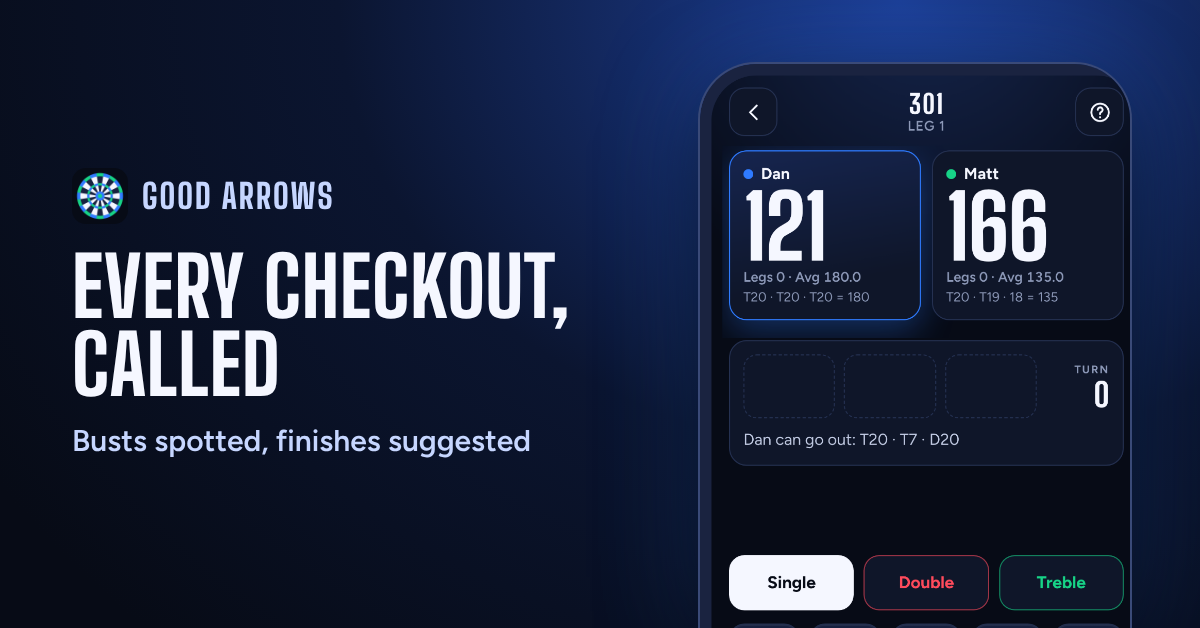 GOOD ARROWS
EVERY CHECKOUT,
CALLED
Busts spotted, finishes suggested
301
LEG 1
Dan
121
Legs 0 · Avg 180.0
T20 · T20 · T20 = 180
Matt
166
Legs 0 · Avg 135.0
T20 · T19 · 18 = 135
TURN
0
Dan can go out: T20 · T7 · D20
Single
Double
Treble